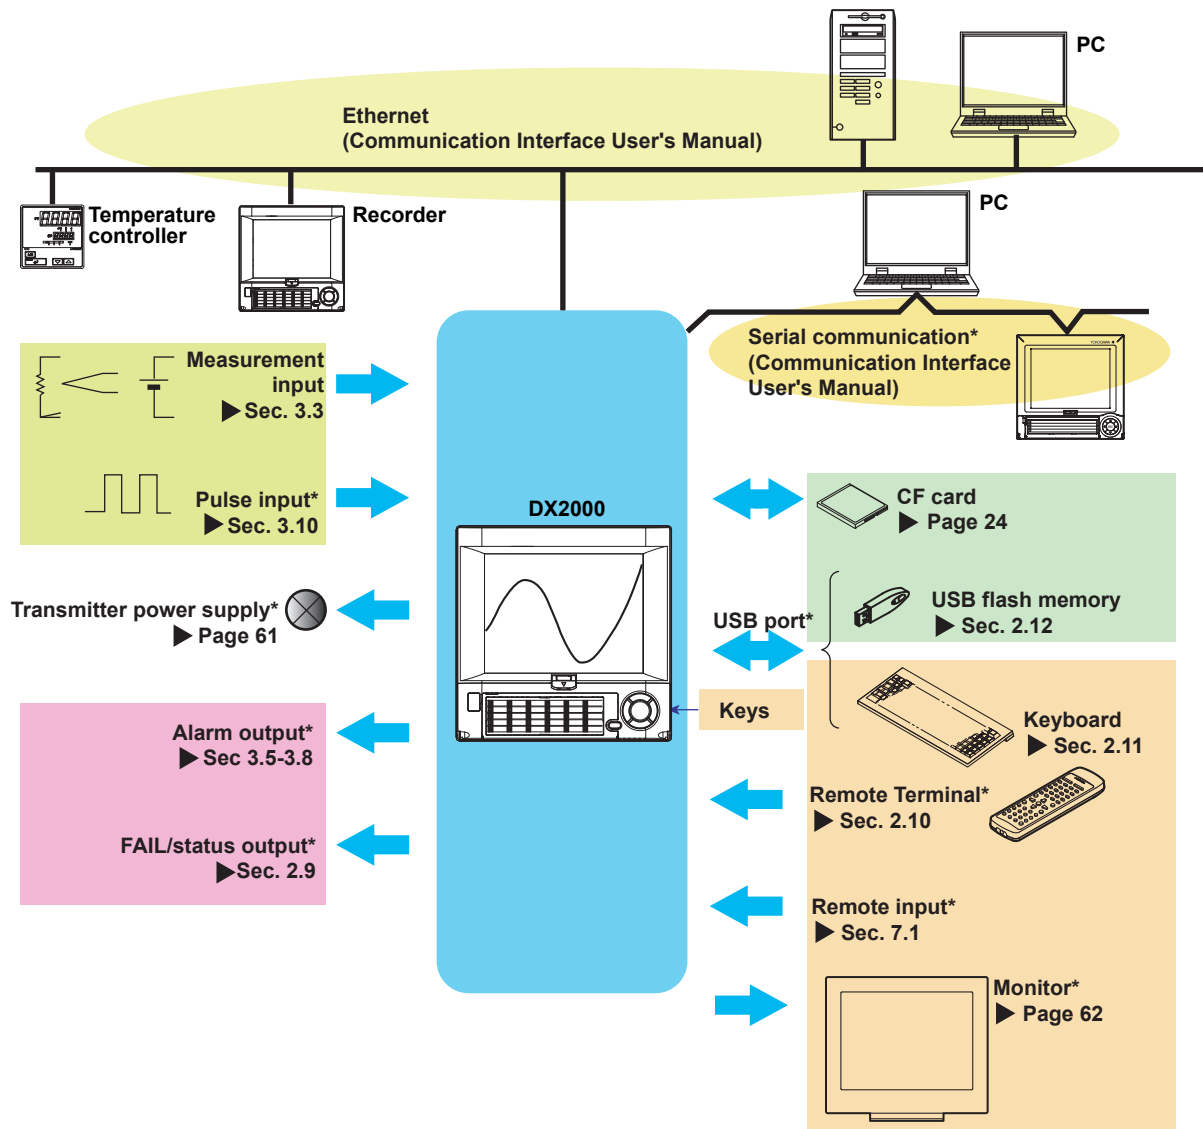 PC
Ethernet
(Communication Interface User's Manual)
Temperature
controller
Recorder
PC
Serial communication*
(Communication Interface
User's Manual)
YOKOGAWA
Measurement
input
▶ Sec. 3.3
Pulse input*
▶ Sec. 3.10
DX2000
CF card
▶ Page 24
Transmitter power supply*
▶ Page 61
USB port*
USB flash memory
▶ Sec. 2.12
Keys
Keyboard
▶ Sec. 2.11
Alarm output*
▶ Sec 3.5-3.8
Remote Terminal*
▶ Sec. 2.10
FAIL/status output*
▶Sec. 2.9
Remote input*
▶ Sec. 7.1
Monitor*
▶ Page 62